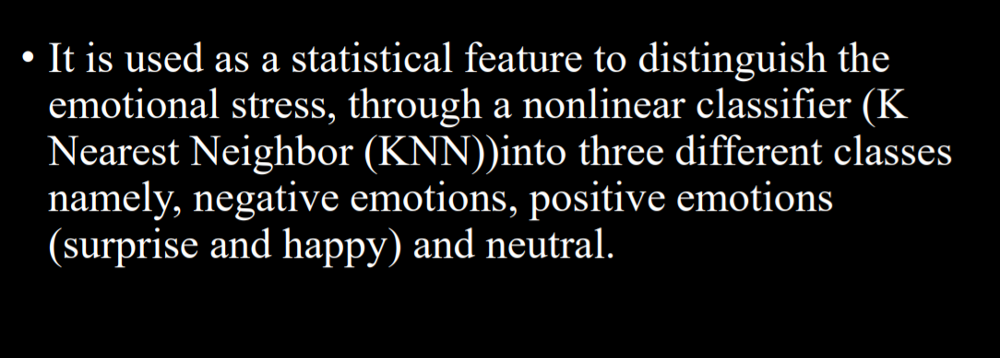 • It is used as a statistical feature to distinguish the
emotional stress, through a nonlinear classifier (K
Nearest Neighbor (KNN))into three different classes
namely, negative emotions, positive emotions
(surprise and happy) and neutral.